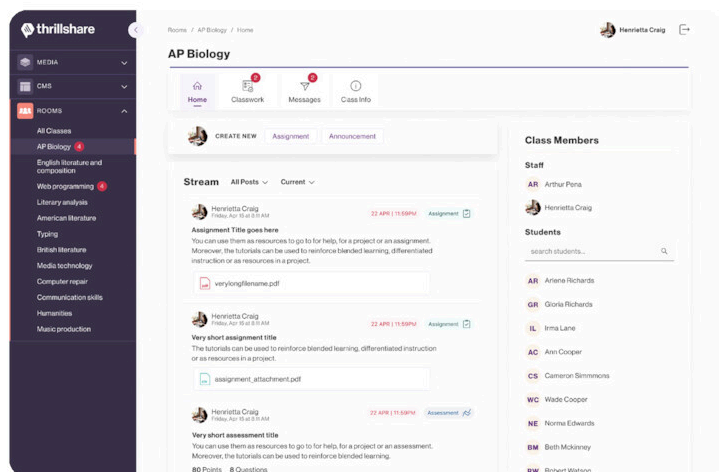 thrillshare
MEDIA
CMS
ROOMS
All Classes
AP Biology 4
English literature and
composition
Web programming 4
Literary analysis
American literature
Typing
British literature
Media technology
Computer repair
Communication skills
Humanities
Music production
Rooms / AP Biology / Home
Henrietta Craig
AP Biology
Home
2
Classwork
2
Messages
Class Info
CREATE NEW Assignment Announcement
Stream All Posts Current
Henrietta Craig
Friday, Apr 15 at 8:11 AM
22 APR | 11:59PM Assignment
Assignment Title goes here
You can use them as resources to go to for help, for a project or an assignment.
Moreover, the tutorials can be used to reinforce blended learning, differentiated
instruction or as resources in a project.
verylongfilename.pdf
Henrietta Craig
Friday, Apr 15 at 8:11 AM
22 APR | 11:59PM Assignment
Very short assignment title
The tutorials can be used to reinforce blended learning, differentiated instruction
or as resources in a project.
assignment_attachment.pdf
Henrietta Craig
Friday, Apr 15 at 8:11 AM
22 APR | 11:59PM Assessment
Very short assessment title
You can use them as resources to go to for help, for a project or an assessment.
Moreover, the tutorials can be used to reinforce blended learning.
80 Points 8 Questions
Class Members
Staff
AR Arthur Pena
Henrietta Craig
Students
search students...
AR Arlene Richards
GR Gloria Richards
IL Irma Lane
AC Ann Cooper
CS Cameron Simmmons
WC Wade Cooper
NE Norma Edwards
BM Beth Mckinney
RW Robert Watson